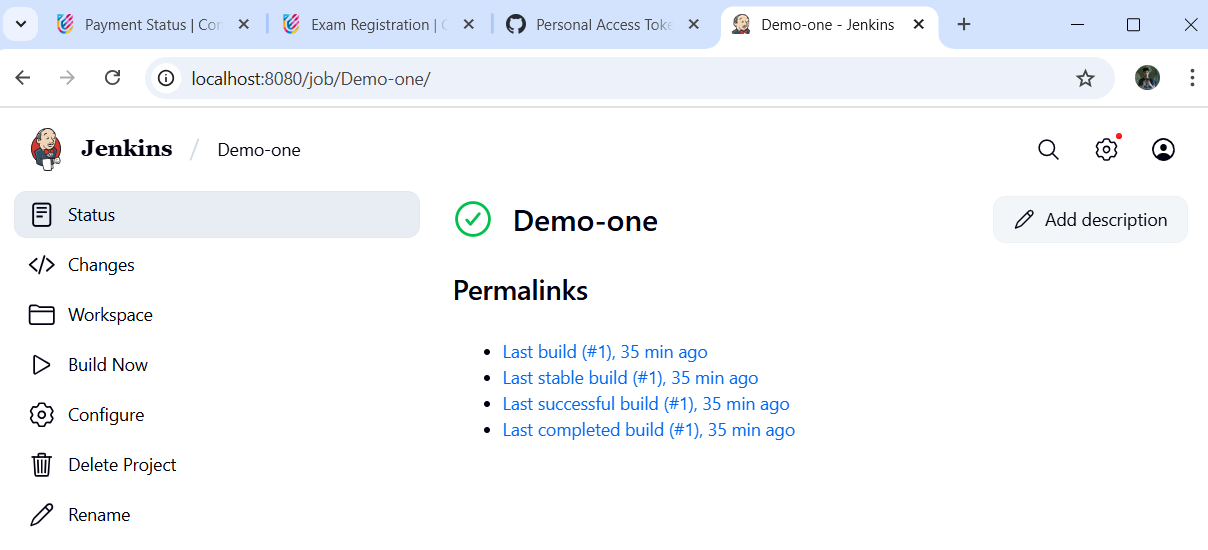 Payment Status | Con
Exam Registration |
Personal Access Toke
Demo-one - Jenkins
localhost:8080/job/Demo-one/
Jenkins / Demo-one
Status
Changes
Workspace
Build Now
Configure
Delete Project
Rename
Demo-one
Add description
Permalinks
Last build (#1), 35 min ago
Last stable build (#1), 35 min ago
Last successful build (#1), 35 min ago
Last completed build (#1), 35 min ago